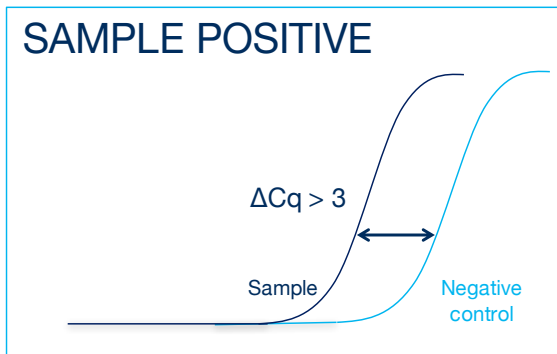 SAMPLE POSITIVE
ΔCq > 3
Sample
Negative
control